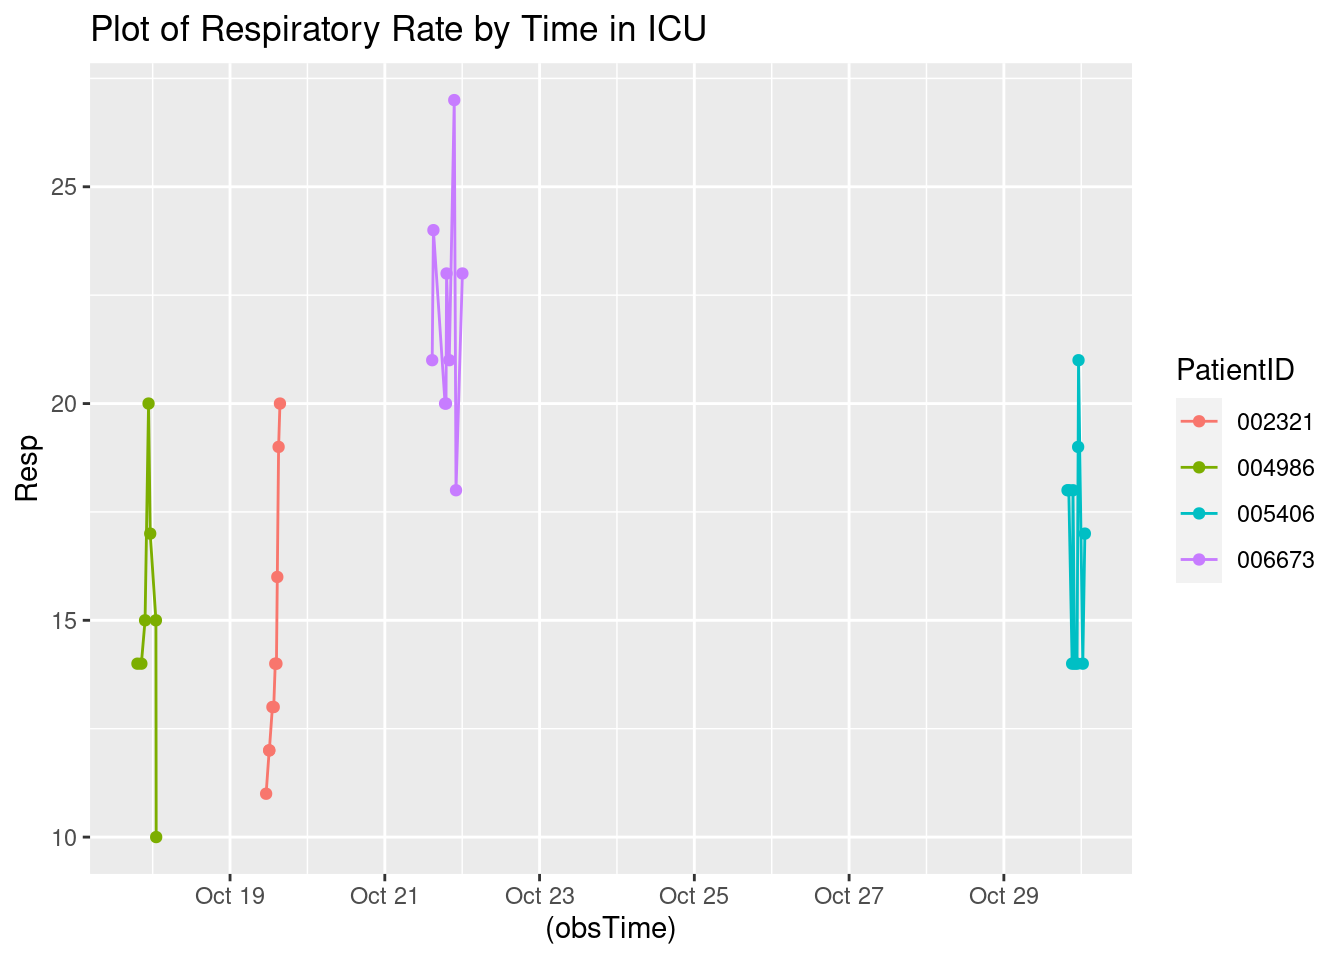 Plot of Respiratory Rate by Time in ICU
Resp
25
20
15
10
Oct 19 Oct 21 Oct 23 Oct 25 Oct 27 Oct 29
(obsTime)
PatientID
002321
004986
005406
006673